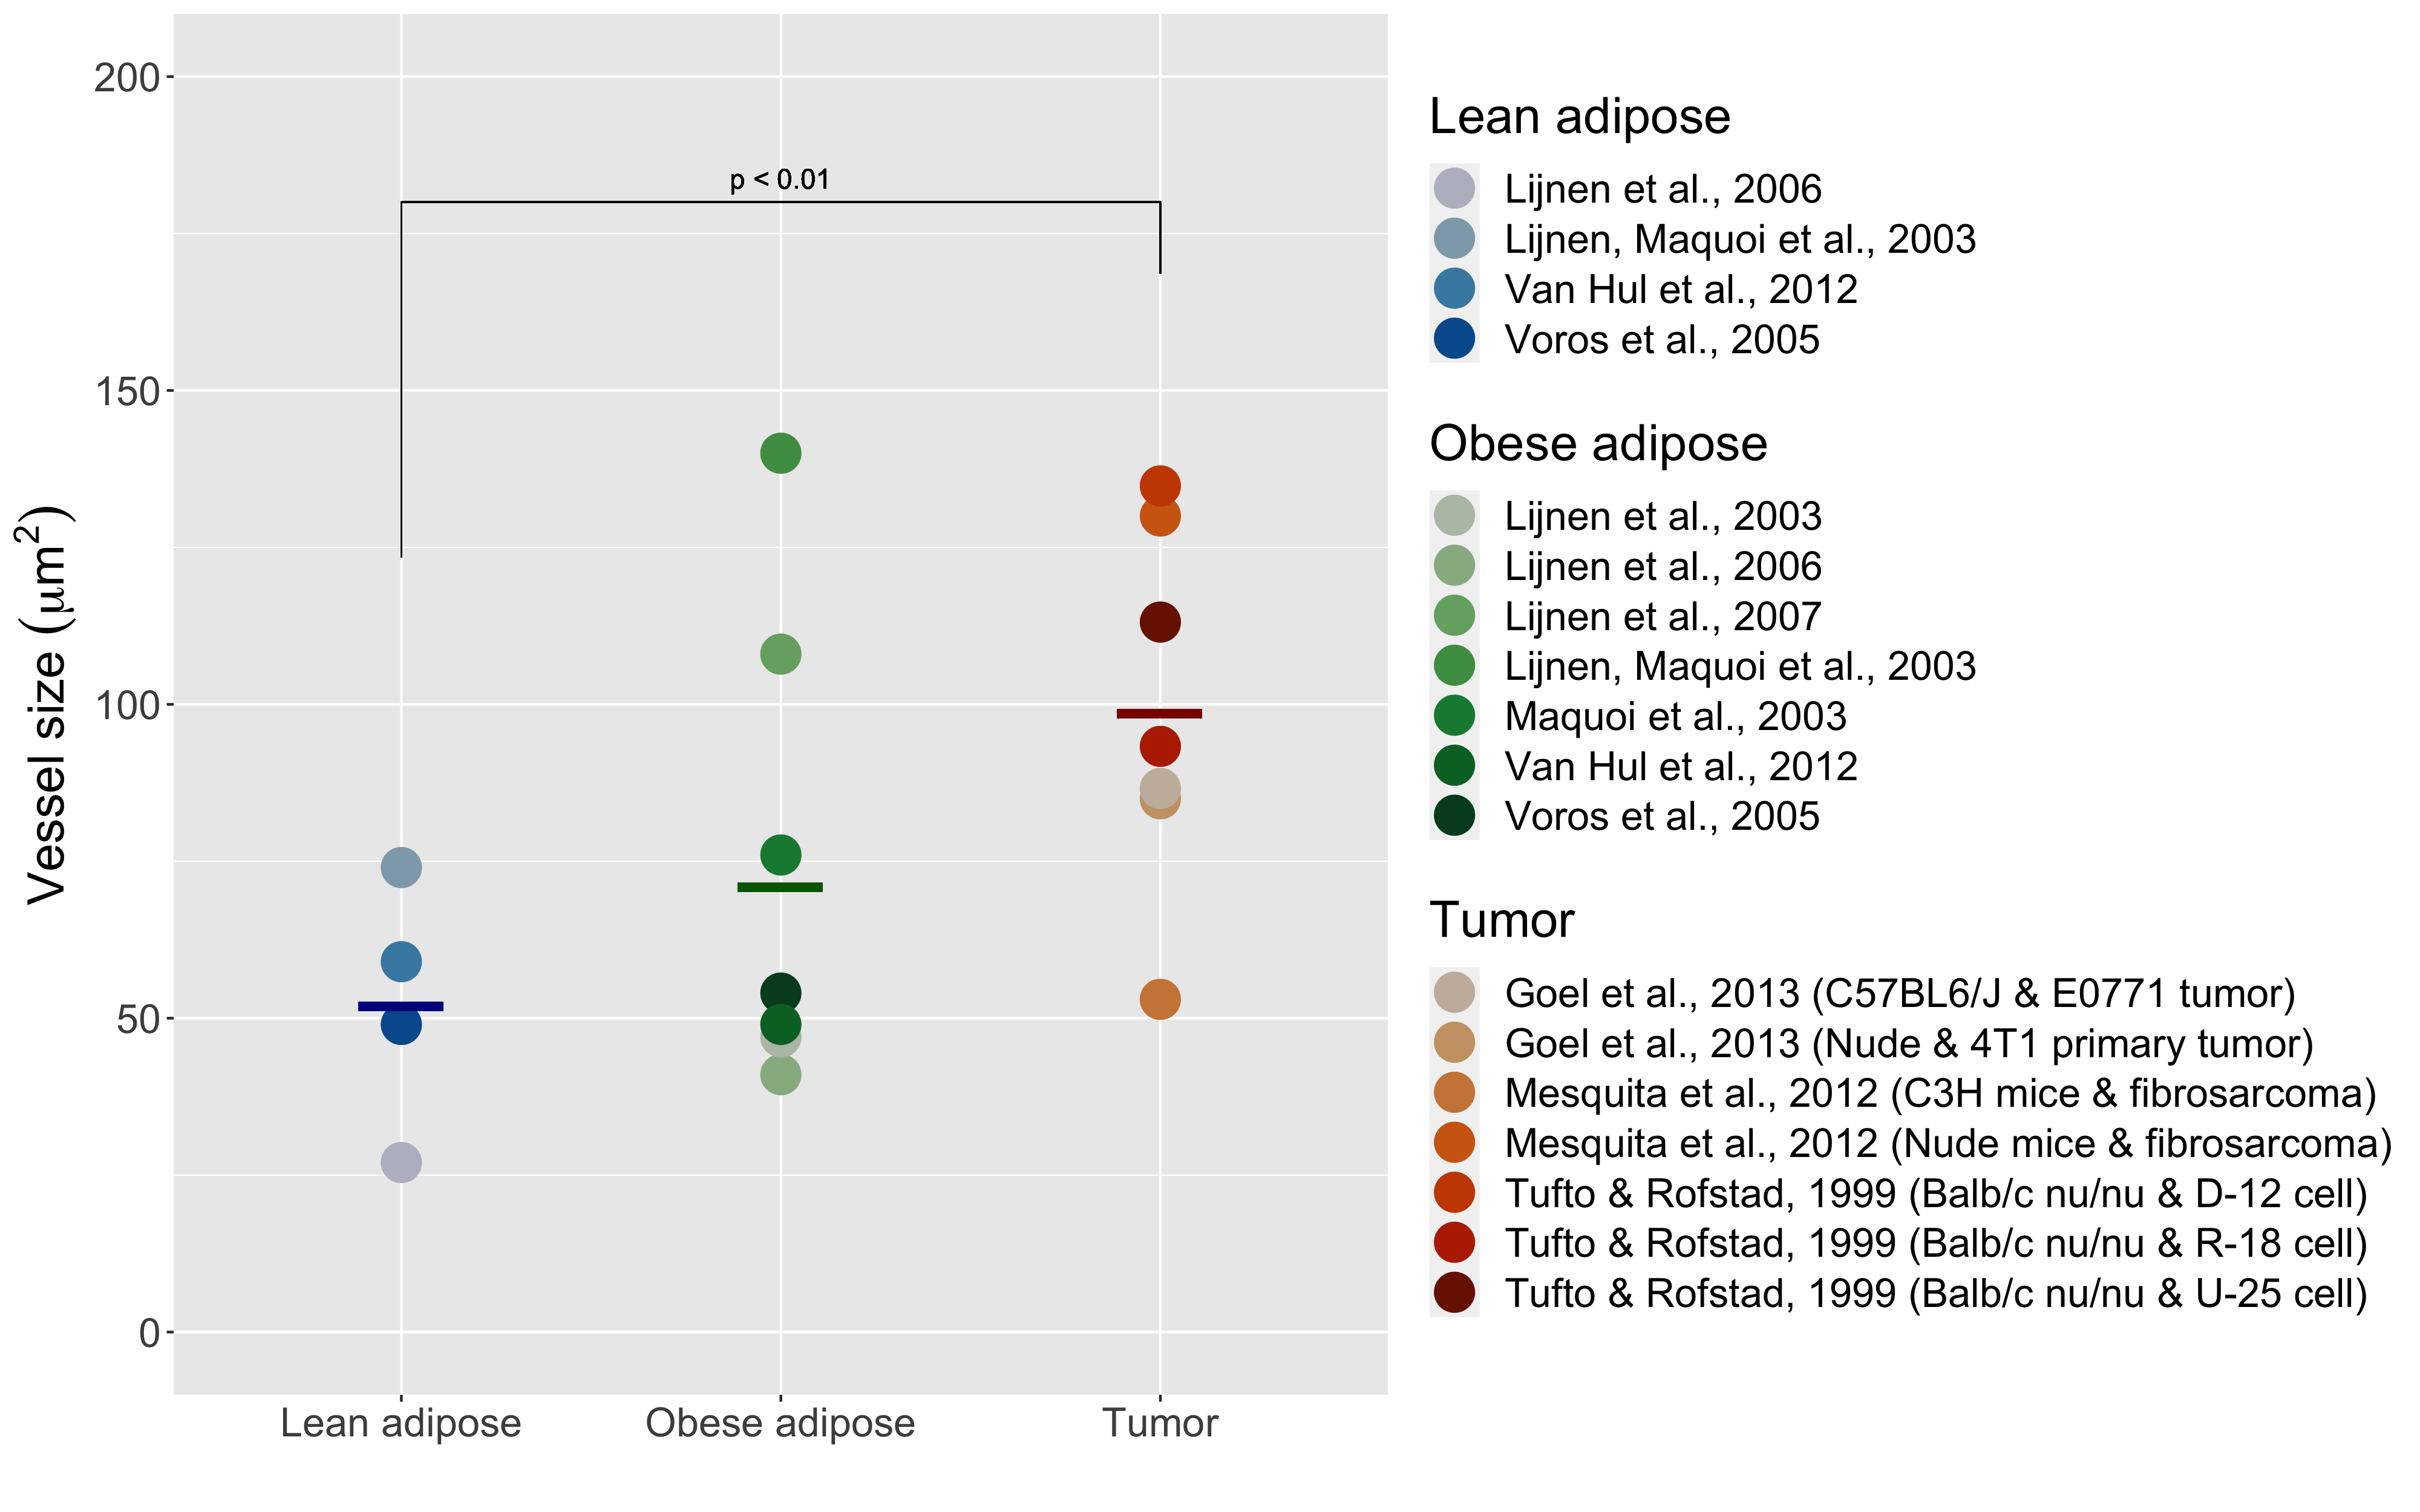 Vessel size (μm²)
200
150
100
50
0
p < 0.01
Lean adipose
Obese adipose
Tumor
Lean adipose
Lijnen et al., 2006
Lijnen, Maquoi et al., 2003
Van Hul et al., 2012
Voros et al., 2005
Obese adipose
Lijnen et al., 2003
Lijnen et al., 2006
Lijnen et al., 2007
Lijnen, Maquoi et al., 2003
Maquoi et al., 2003
Van Hul et al., 2012
Voros et al., 2005
Tumor
Goel et al., 2013 (C57BL6/J & E0771 tumor)
Goel et al., 2013 (Nude & 4T1 primary tumor)
Mesquita et al., 2012 (C3H mice & fibrosarcoma)
Mesquita et al., 2012 (Nude mice & fibrosarcoma)
Tufto & Rofstad, 1999 (Balb/c nu/nu & D-12 cell)
Tufto & Rofstad, 1999 (Balb/c nu/nu & R-18 cell)
Tufto & Rofstad, 1999 (Balb/c nu/nu & U-25 cell)